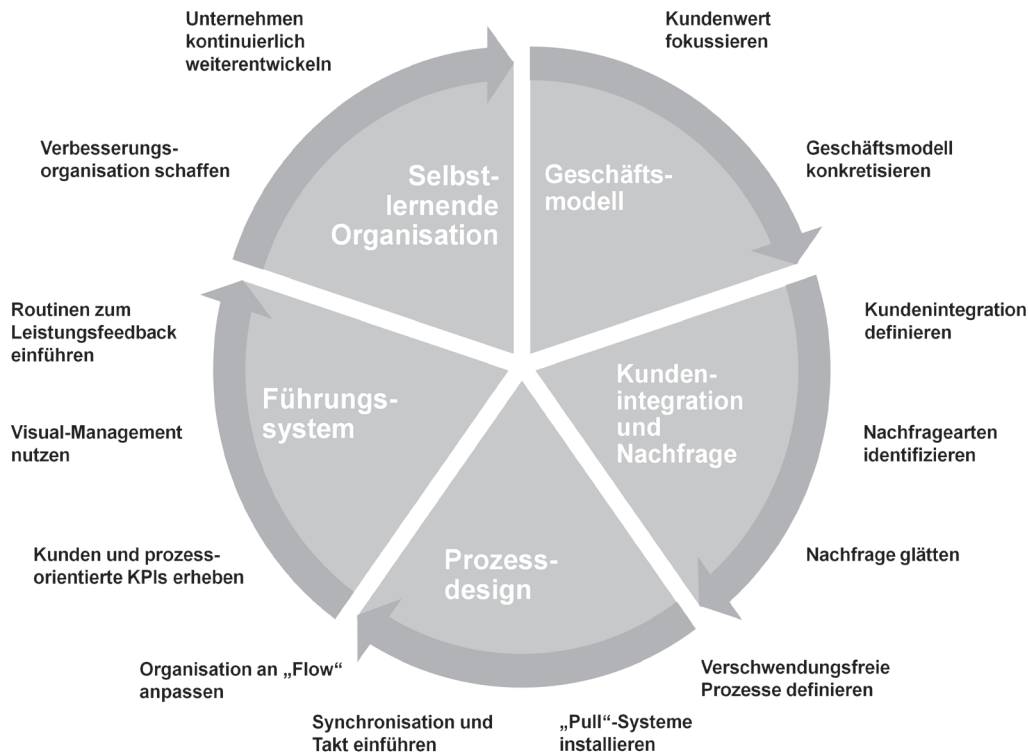 Unternehmen
kontinuierlich
weiterentwickeln
Kundenwert
fokussieren
Verbesserungs-
organisation schaffen
Geschäftsmodell
konkretisieren
Selbst-
lernende
Organisation
Geschäfts-
modell
Routinen zum
Leistungsfeedback
einführen
Kundenintegration
definieren
Führungs-
system
Kunden-
integration
und
Nachfrage
Visual-Management
nutzen
Nachfragearten
identifizieren
Kunden und prozess-
orientierte KPIs erheben
Prozess-
design
Nachfrage glätten
Organisation an „Flow“
anpassen
Verschwendungsfreie
Prozesse definieren
Synchronisation und
Takt einführen
„Pull“-Systeme
installieren